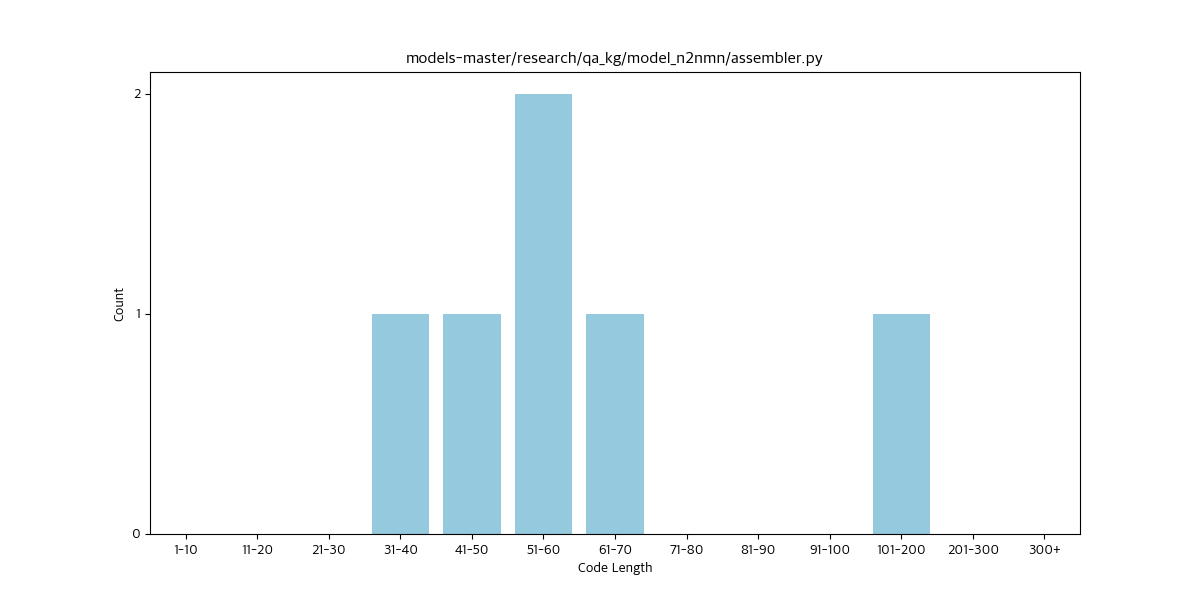 models-master/research/qa_kg/model_n2nmn/assembler.py
2
1
0
Count
1-10 11-20 21-30 31-40 41-50 51-60 61-70 71-80 81-90 91-100 101-200 201-300 300+
Code Length